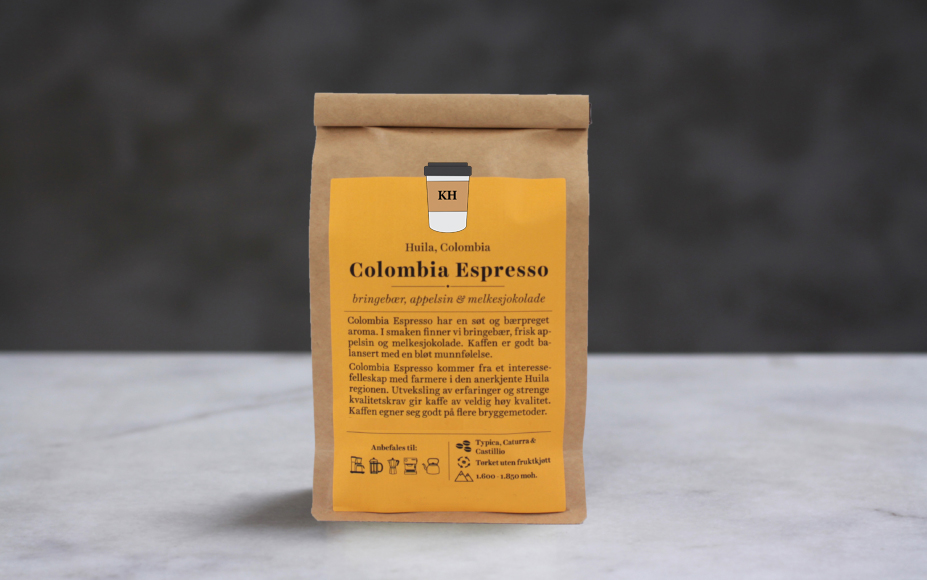 KH
Huila, Colombia
Colombia Espresso
bringebær, appelsin & melkesjokolade
Colombia Espresso har en søt og bærpreget
aroma. I smaken finner vi bringebær, frisk ap-
pelsin og melkesjokolade. Kaffen er godt ba-
lansert med en bløt munnfølelse.
Colombia Espresso kommer fra et interesse-
felleskap med farmere i den anerkjente Huila
regionen. Utveksling av erfaringer og strenge
kvalitetskrav gir kaffe av veldig høy kvalitet.
Kaffen egner seg godt på flere bryggemetoder.
Anbefales til:
Typica, Caturra &
Castillio
Tørket uten fruktkjøtt
1.600 - 1.850 moh.